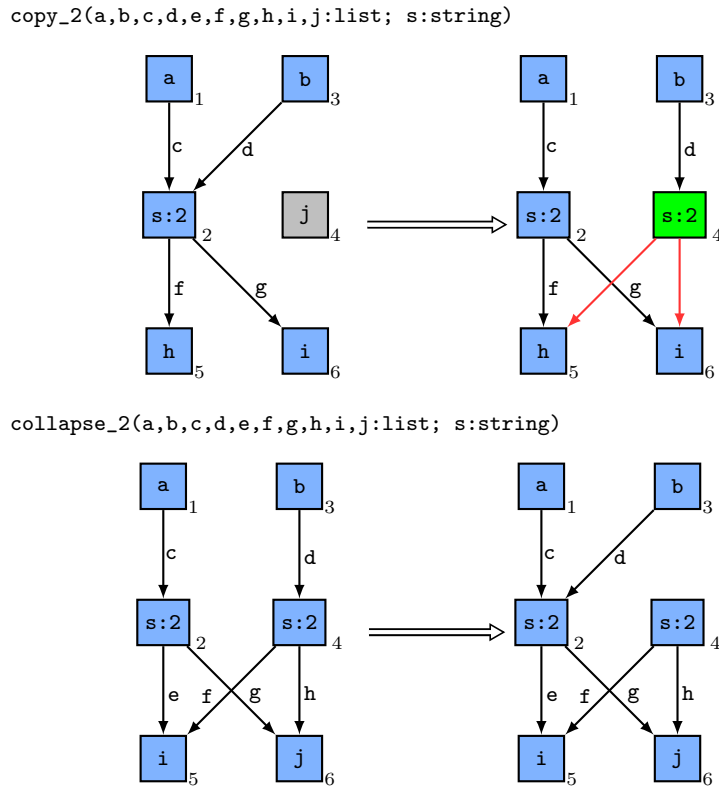 copy_2(a,b,c,d,e,f,g,h,i,j:list; s:string)
a 1 b 3 a 1 b 3
c d c d
s:2 2 j 4 s:2 2 s:2 4
f g f g
h 5 i 6 h 5 i 6
collapse_2(a,b,c,d,e,f,g,h,i,j:list; s:string)
a 1 b 3 a 1 b 3
c d c d
s:2 2 s:2 4 s:2 2 s:2 4
e f g h e f g h
i 5 j 6 i 5 j 6